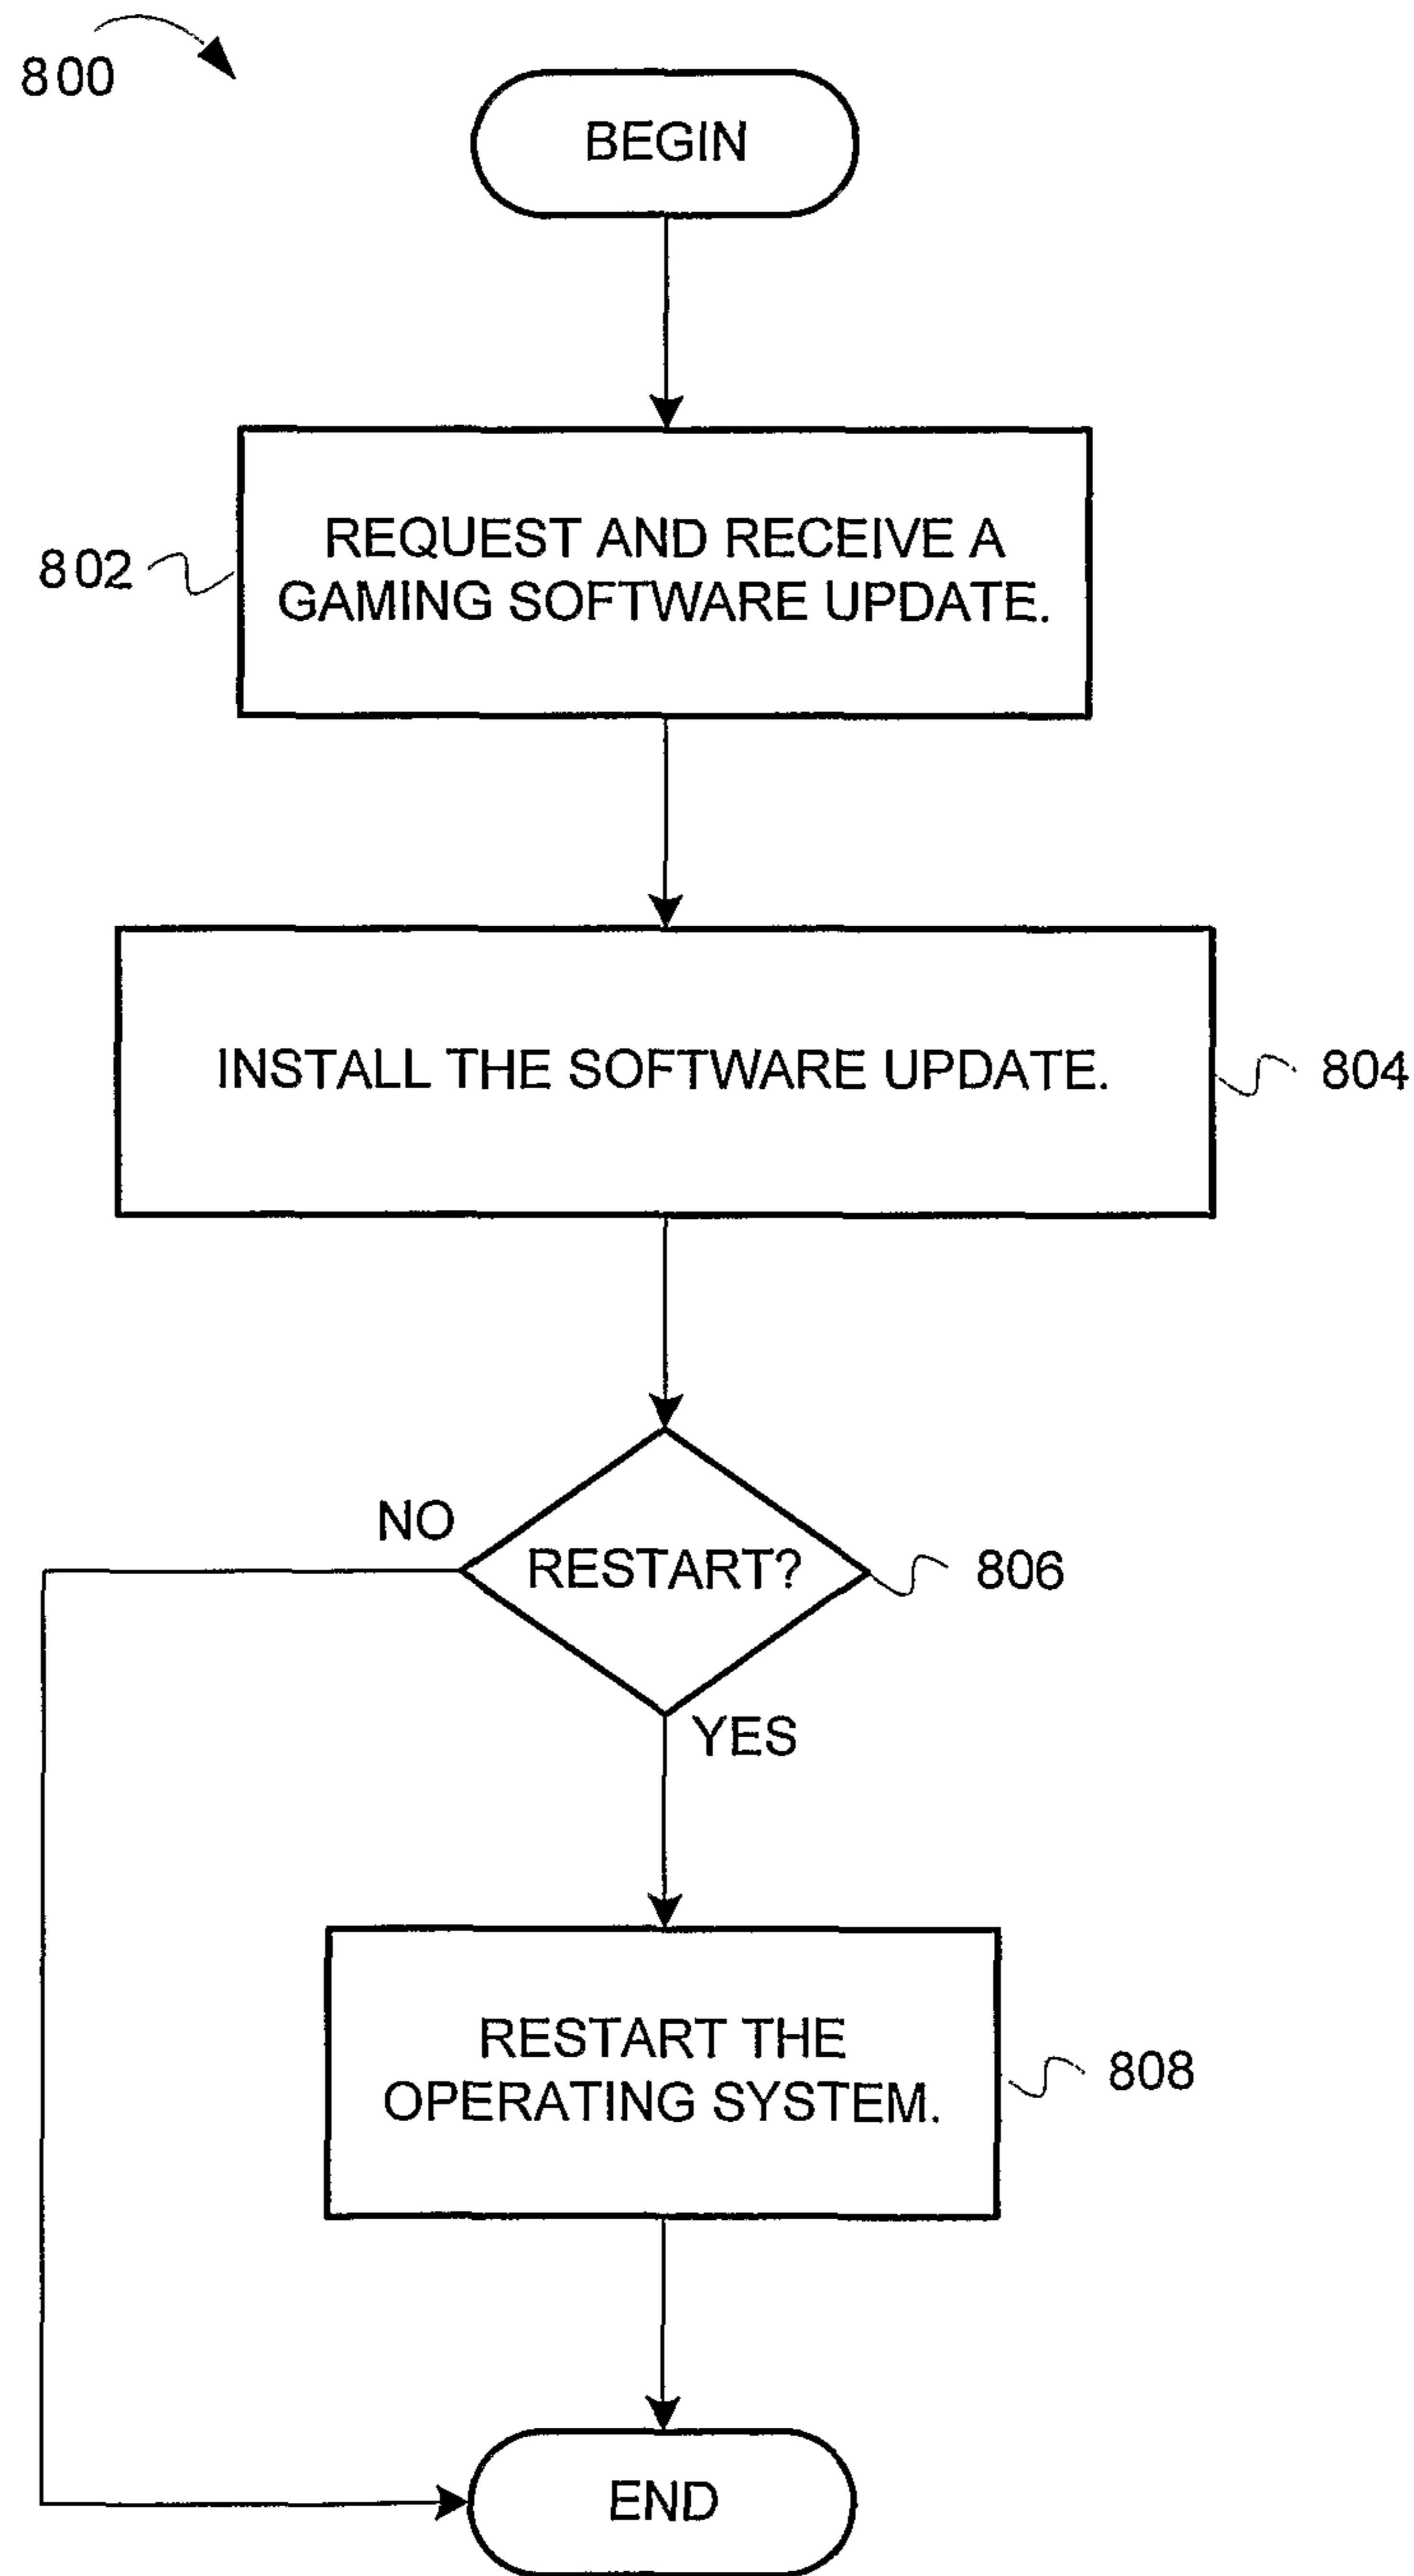 800
BEGIN
802
REQUEST AND RECEIVE A
GAMING SOFTWARE UPDATE.
INSTALL THE SOFTWARE UPDATE.
804
NO
RESTART?
806
YES
RESTART THE
OPERATING SYSTEM.
808
END